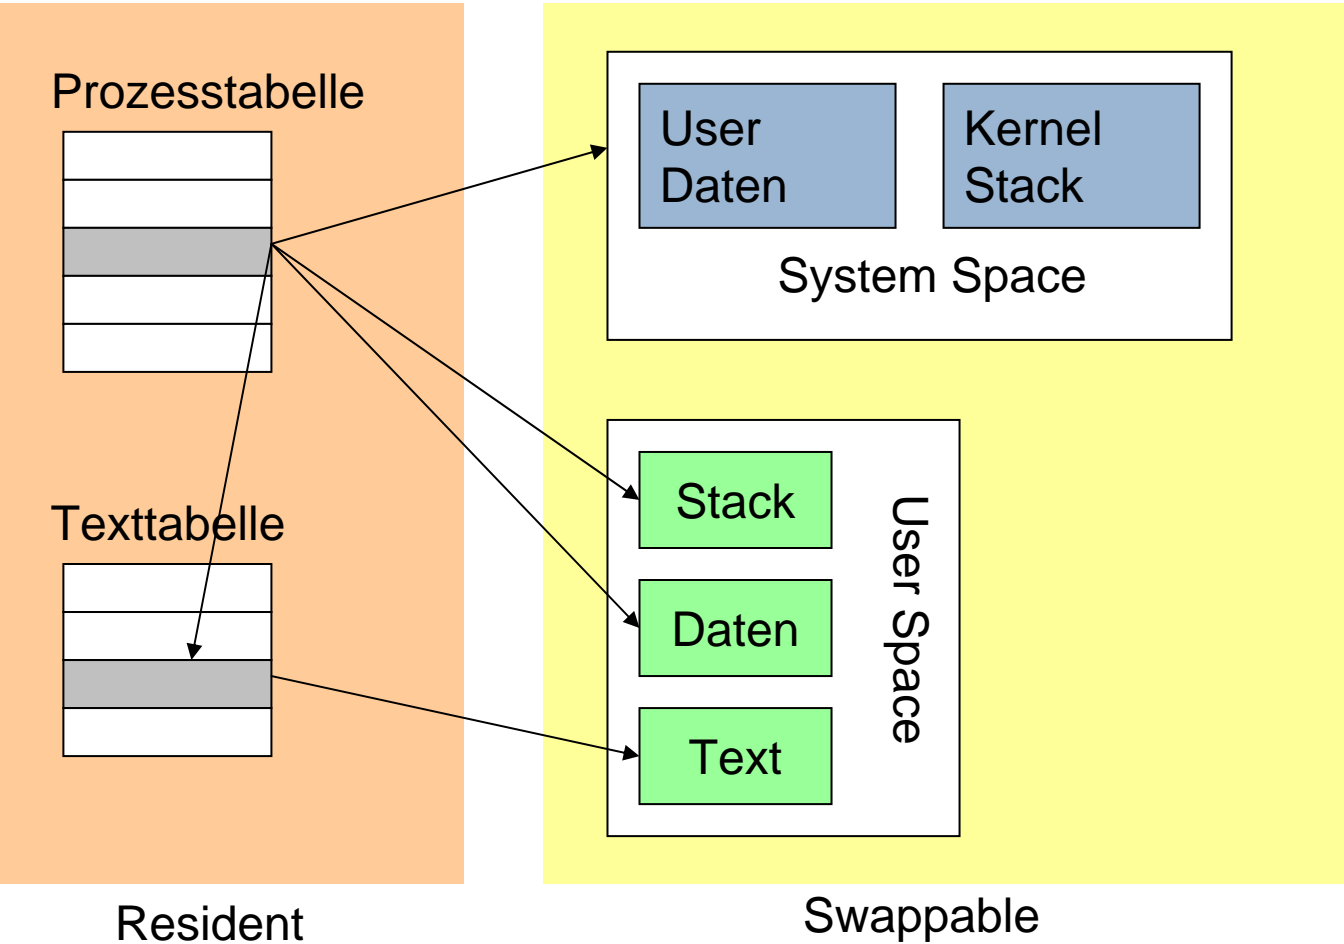 Prozesstabelle
Texttabelle
Resident
User
Daten
Kernel
Stack
System Space
Stack
Daten
Text
User Space
Swappable